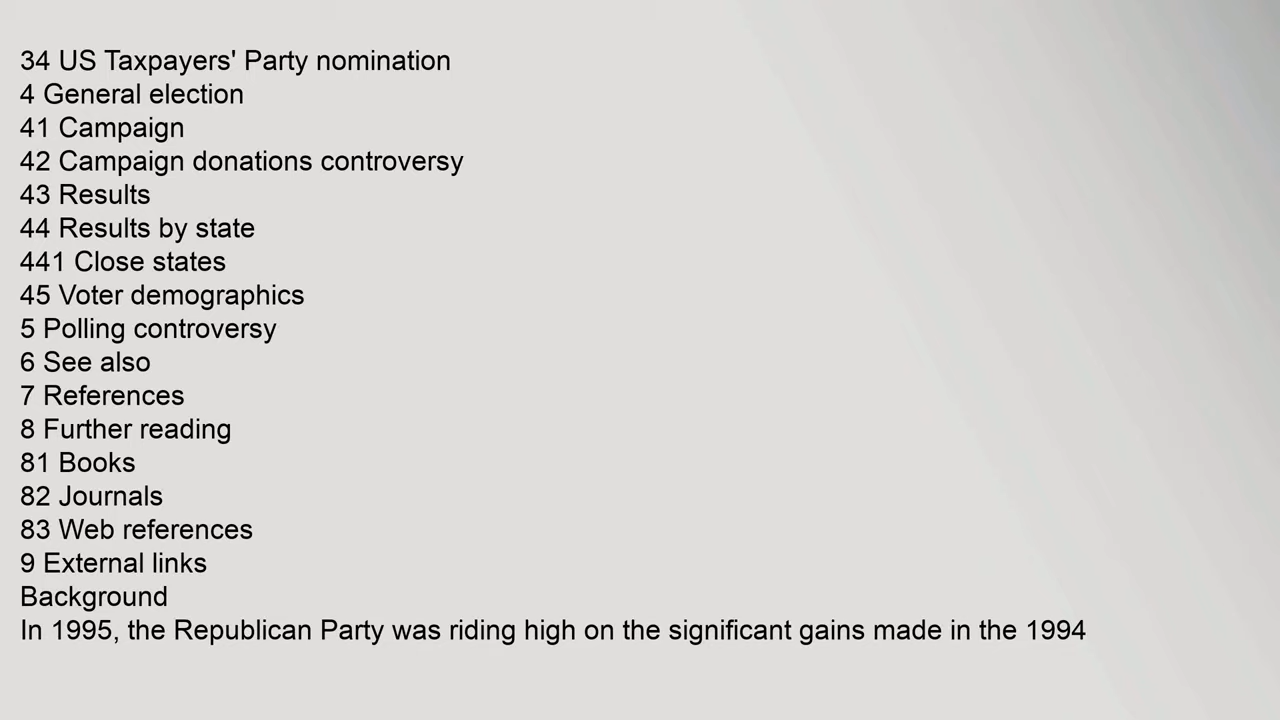 34 US Taxpayers' Party nomination
4 General election
41 Campaign
42 Campaign donations controversy
43 Results
44 Results by state
441 Close states
45 Voter demographics
5 Polling controversy
6 See also
7 References
8 Further reading
81 Books
82 Journals
83 Web references
9 External links
Background
In 1995, the Republican Party was riding high on the significant gains made in the 1994